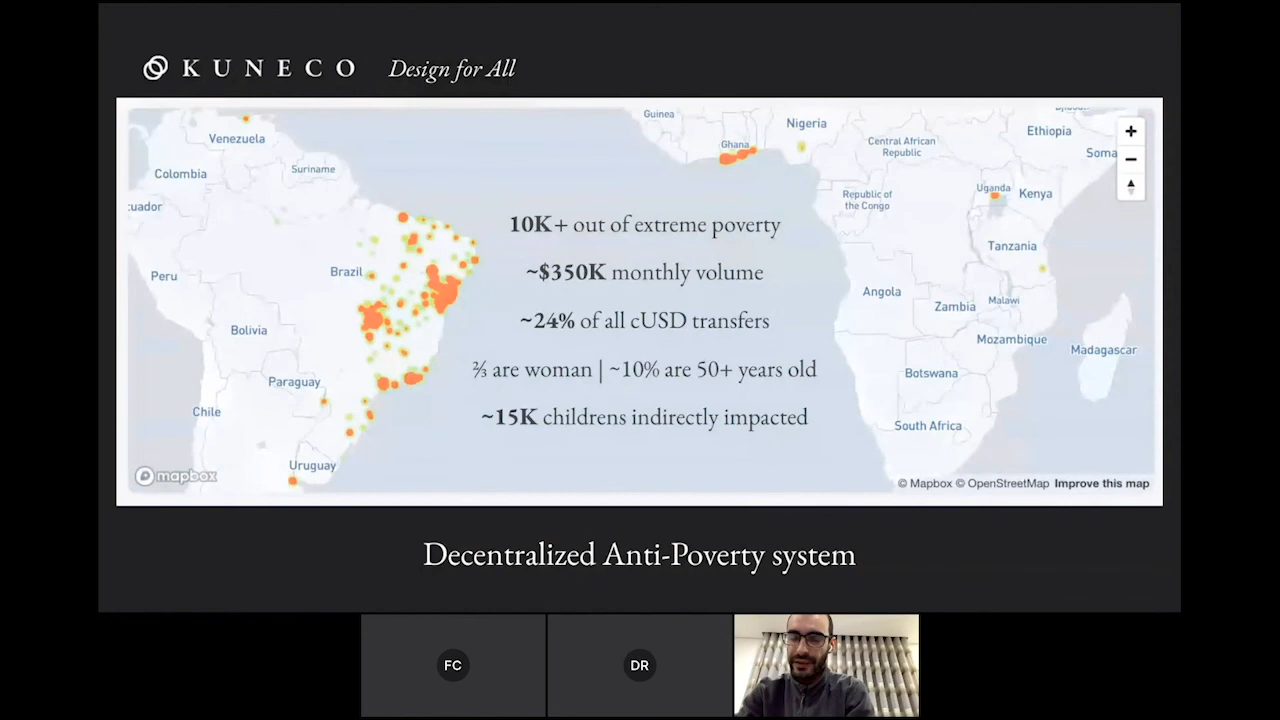 KUNECO Design for All
Guinea
Nigeria
Ethiopia
Venezuela
Ghana
Central African
Republic
Soma
Colombia
Suriname
Uganda
Kenya
Republic of
the Congo
cuador
10K+ out of extreme poverty
Tanzania
Peru
Brazil
~$350K monthly volume
Angola
Zambia
Malawi
Bolivia
~24% of all cUSD transfers
Mozambique
Madagascar
Paraguay
⅔ are woman | ~10% are 50+ years old
Botswana
Chile
~15K childrens indirectly impacted
South Africa
Uruguay
mapbox
© Mapbox © OpenStreetMap Improve this map
Decentralized Anti-Poverty system
FC
DR